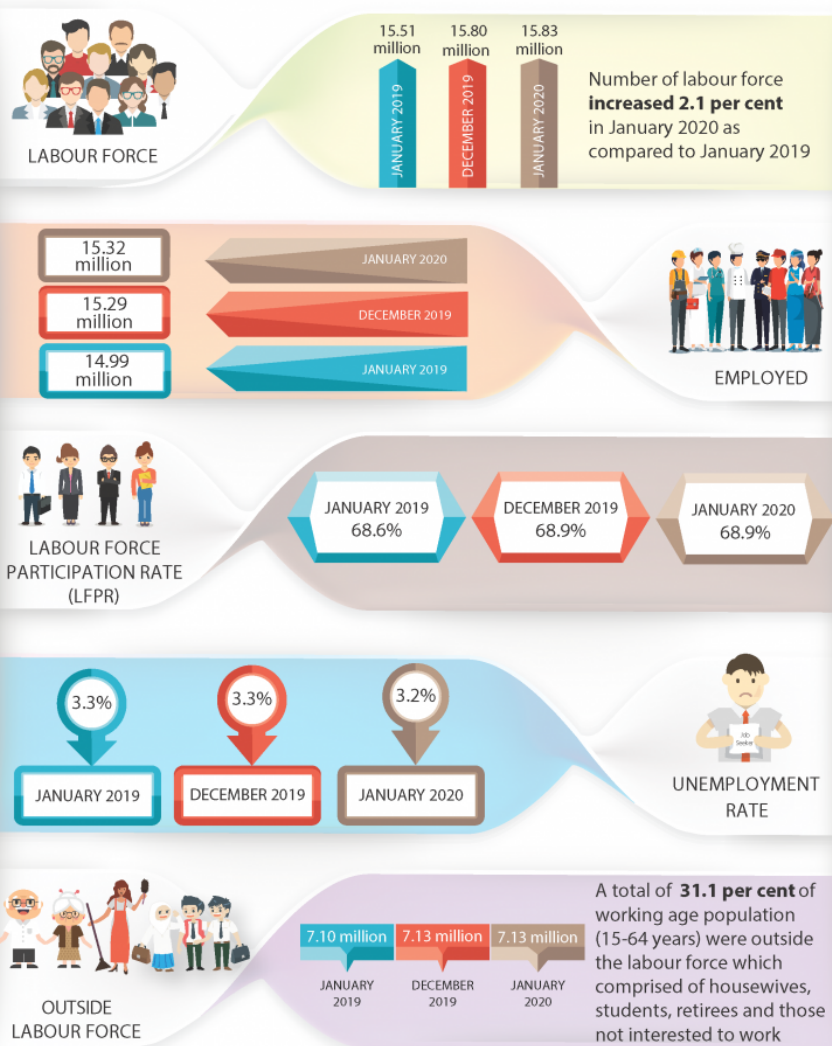 LABOUR FORCE
15.51
million
15.80
million
15.83
million
JANUARY 2019
DECEMBER 2019
JANUARY 2020
Number of labour force
increased 2.1 per cent
in January 2020 as
compared to January 2019
15.32
million
JANUARY 2020
15.29
million
DECEMBER 2019
14.99
million
JANUARY 2019
EMPLOYED
LABOUR FORCE
PARTICIPATION RATE
(LFPR)
JANUARY 2019
68.6%
DECEMBER 2019
68.9%
JANUARY 2020
68.9%
3.3%
JANUARY 2019
3.3%
DECEMBER 2019
3.2%
JANUARY 2020
Job
Seeker
UNEMPLOYMENT
RATE
OUTSIDE
LABOUR FORCE
7.10 million
JANUARY
2019
7.13 million
DECEMBER
2019
7.13 million
JANUARY
2020
A total of 31.1 per cent of
working age population
(15-64 years) were outside
the labour force which
comprised of housewives,
students, retirees and those
not interested to work